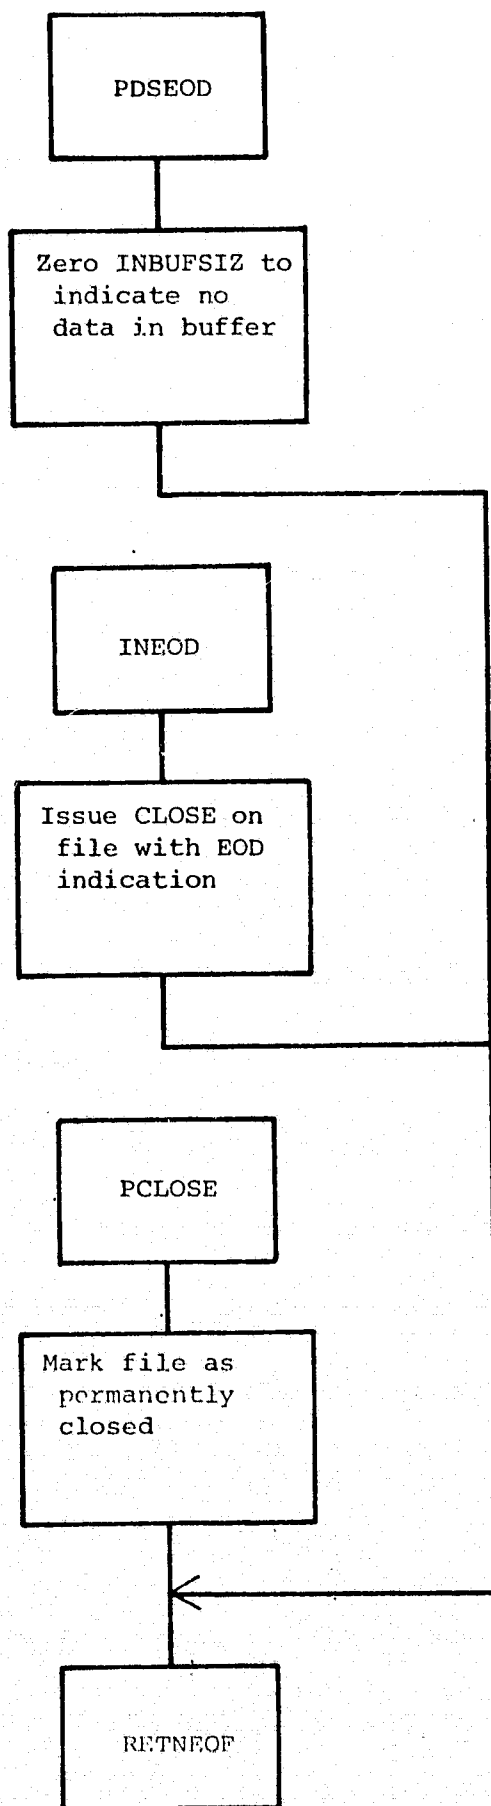 PDSEOD
Zero INBUFSIZ to
indicate no
data in buffer
INEOD
Issue CLOSE on
file with EOD
indication
PCLOSE
Mark file as
permanently
closed
RETNEOF